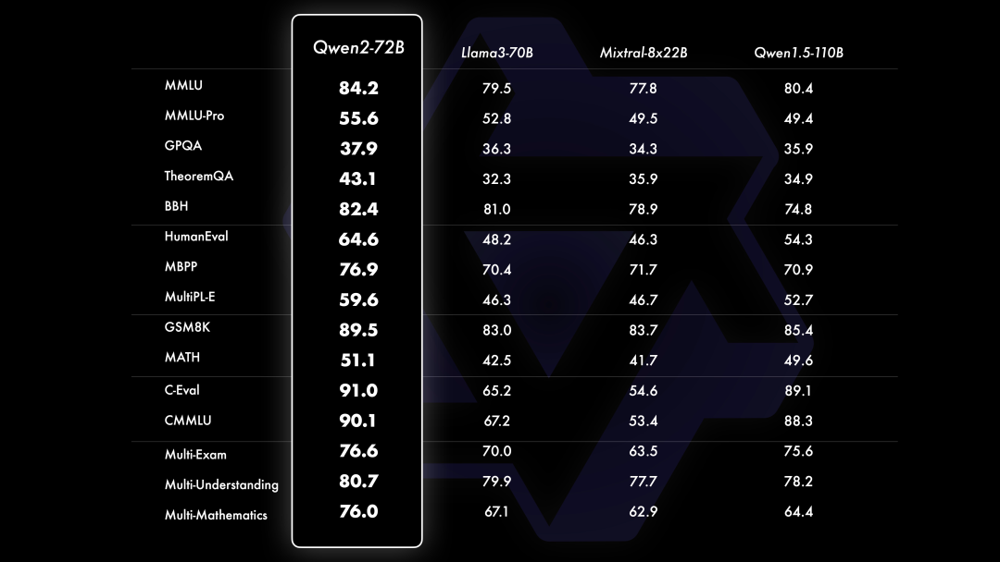 Qwen2-72B Llama3-70B Mixtral-8x22B Qwen1.5-110B
MMLU 84.2 79.5 77.8 80.4
MMLU-Pro 55.6 52.8 49.5 49.4
GPQA 37.9 36.3 34.3 35.9
TheoremQA 43.1 32.3 35.9 34.9
BBH 82.4 81.0 78.9 74.8
HumanEval 64.6 48.2 46.3 54.3
MBPP 76.9 70.4 71.7 70.9
MultiPL-E 59.6 46.3 46.7 52.7
GSM8K 89.5 83.0 83.7 85.4
MATH 51.1 42.5 41.7 49.6
C-Eval 91.0 65.2 54.6 89.1
CMMLU 90.1 67.2 53.4 88.3
Multi-Exam 76.6 70.0 63.5 75.6
Multi-Understanding 80.7 79.9 77.7 78.2
Multi-Mathematics 76.0 67.1 62.9 64.4